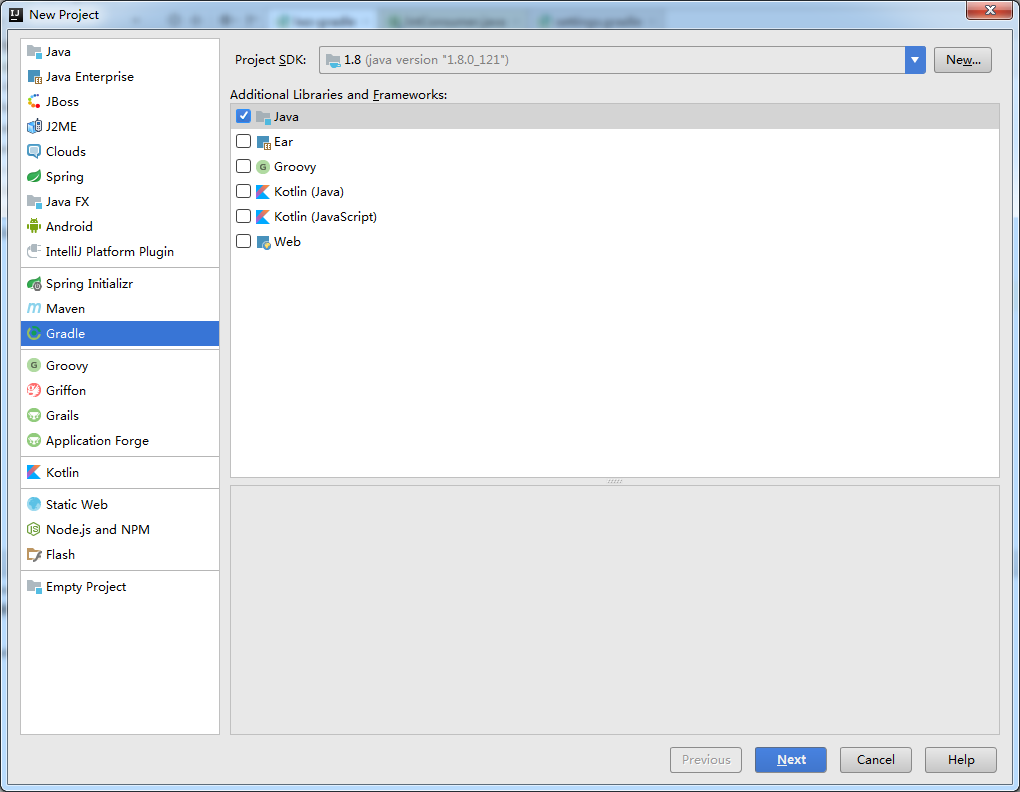 New Project
Java
Java Enterprise
JBoss
J2ME
Clouds
Spring
Java FX
Android
IntelliJ Platform Plugin
Spring Initializr
Maven
Gradle
Groovy
Griffon
Grails
Application Forge
Kotlin
Static Web
Node.js and NPM
Flash
Empty Project
Project SDK: 1.8 (java version "1.8.0_121") New...
Additional Libraries and Frameworks:
Java
Ear
Groovy
Kotlin (Java)
Kotlin (JavaScript)
Web
Previous Next Cancel Help